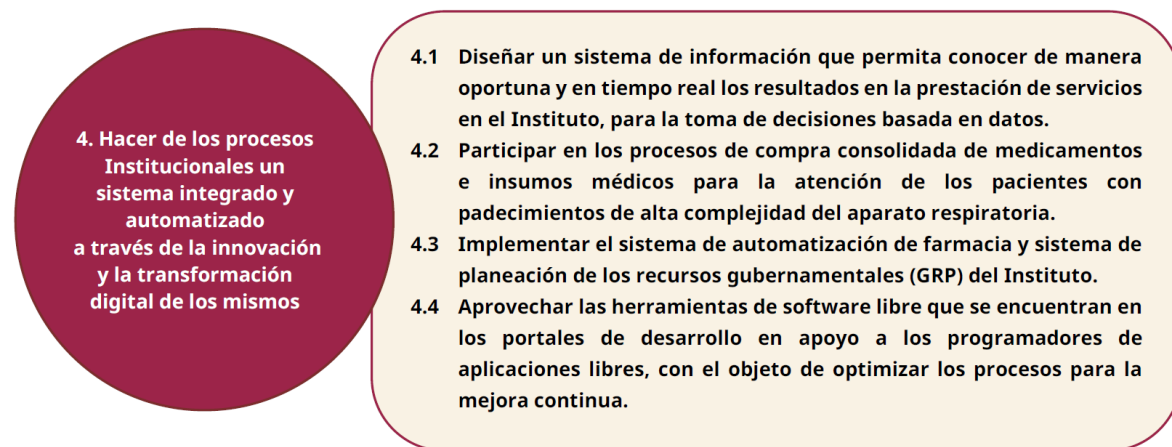 4. Hacer de los procesos
Institucionales un
sistema integrado y
automatizado
a través de la innovación
y la transformación
digital de los mismos
4.1 Diseñar un sistema de información que permita conocer de manera
oportuna y en tiempo real los resultados en la prestación de servicios
en el Instituto, para la toma de decisiones basada en datos.
4.2 Participar en los procesos de compra consolidada de medicamentos
e insumos médicos para la atención de los pacientes con
padecimientos de alta complejidad del aparato respiratoria.
4.3 Implementar el sistema de automatización de farmacia y sistema de
planeación de los recursos gubernamentales (GRP) del Instituto.
4.4 Aprovechar las herramientas de software libre que se encuentran en
los portales de desarrollo en apoyo a los programadores de
aplicaciones libres, con el objeto de optimizar los procesos para la
mejora continua.